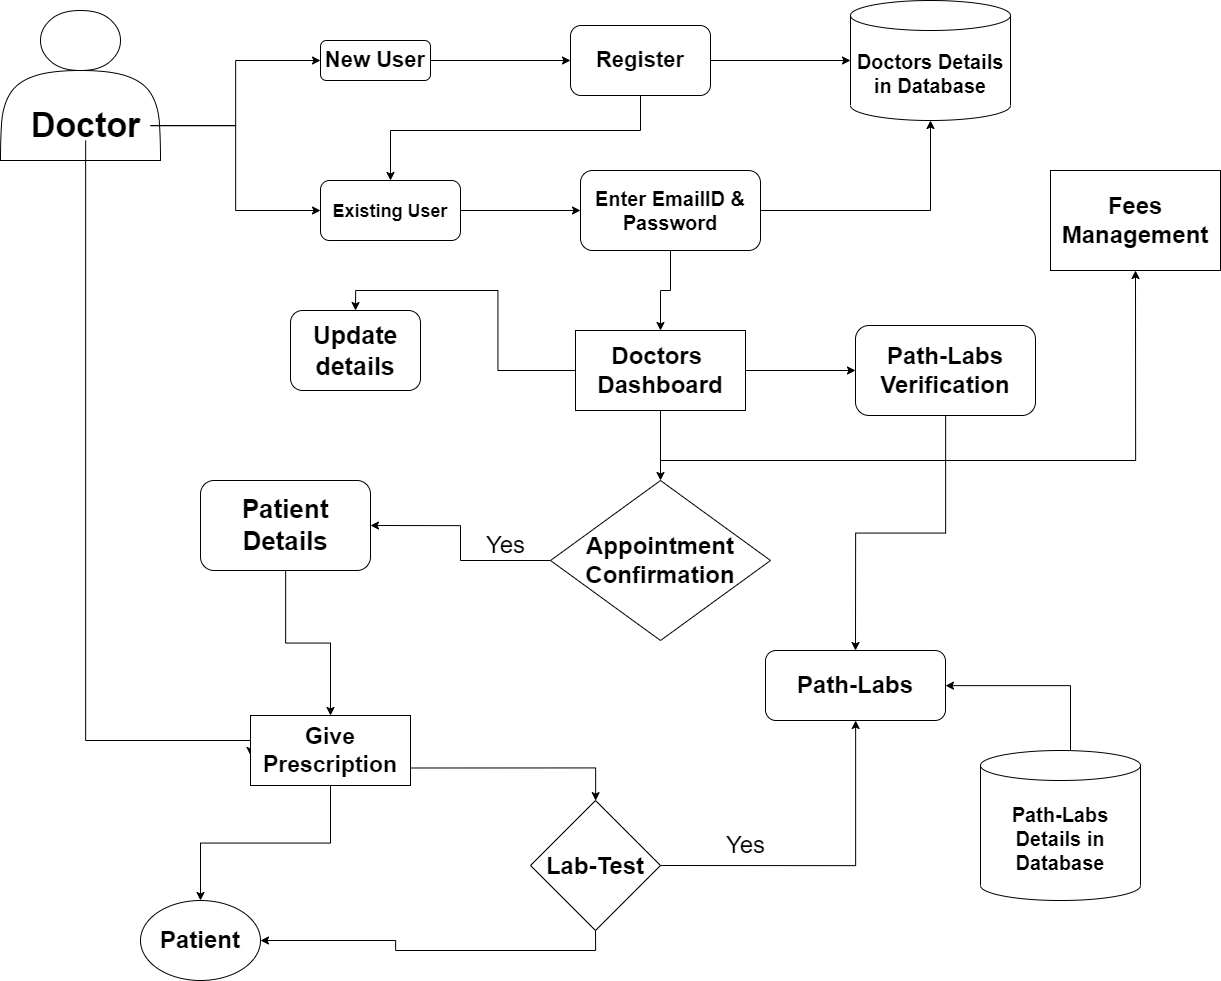 New User
Register
Doctors Details
in Database
Doctor
Existing User
Enter EmailID &
Password
Fees
Management
Update
details
Doctors
Dashboard
Path-Labs
Verification
Patient
Details
Yes
Appointment
Confirmation
Path-Labs
Give
Prescription
Path-Labs
Details in
Database
Lab-Test
Yes
Patient